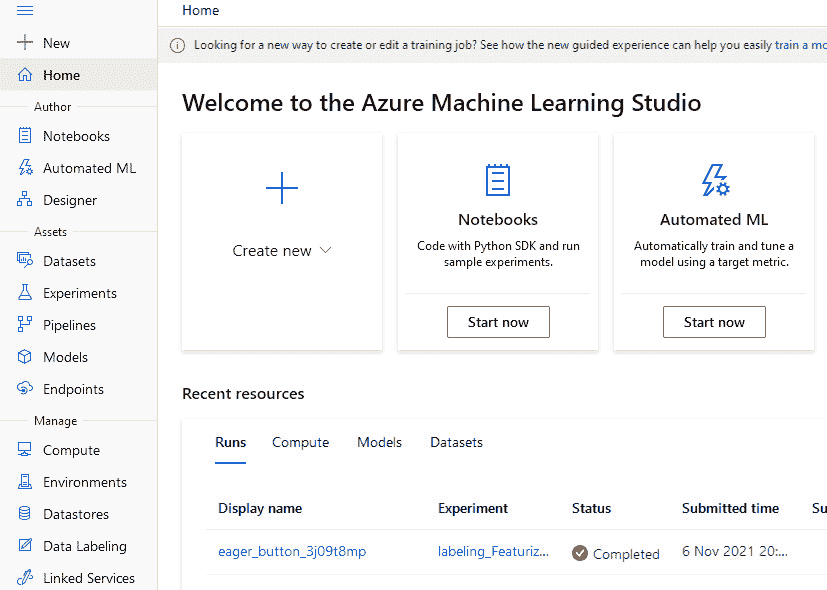 Home
New
Home
Author
Notebooks
Automated ML
Designer
Assets
Datasets
Experiments
Pipelines
Models
Endpoints
Manage
Compute
Environments
Datastores
Data Labeling
Linked Services
Looking for a new way to create or edit a training job? See how the new guided experience can help you easily train a mo
Welcome to the Azure Machine Learning Studio
Create new
Notebooks
Code with Python SDK and run
sample experiments.
Start now
Automated ML
Automatically train and tune a
model using a target metric.
Start now
Recent resources
Runs Compute Models Datasets
Display name Experiment Status Submitted time Su
eager_button_3j09t8mp labeling_Featuriz... Completed 6 Nov 2021 20:...